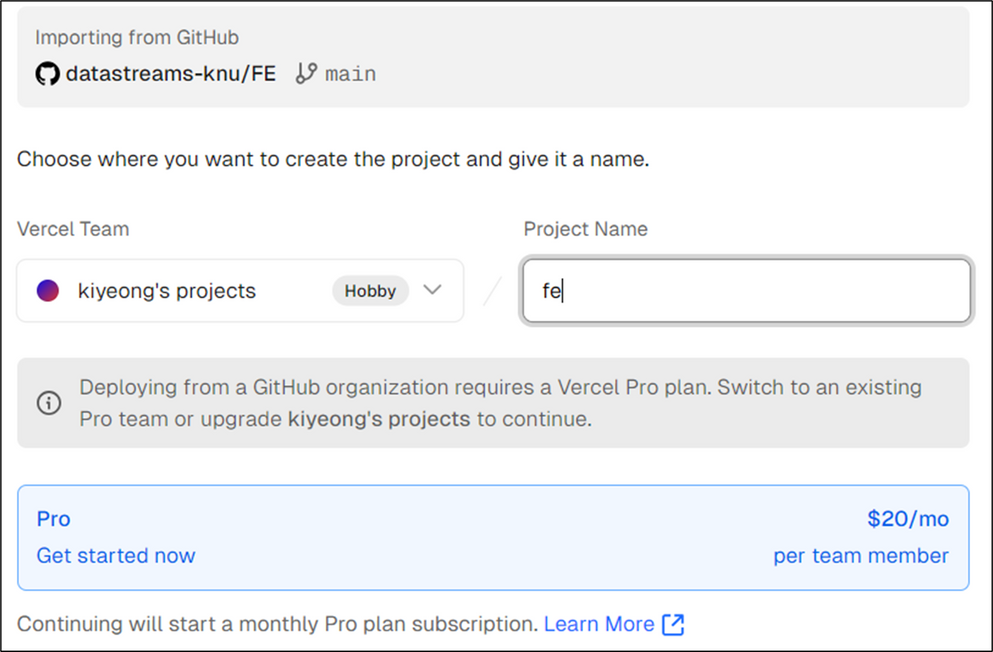 Importing from GitHub
datastreams-knu/FE main
Choose where you want to create the project and give it a name.
Vercel Team
Project Name
kiyeong's projects Hobby
fe
Deploying from a GitHub organization requires a Vercel Pro plan. Switch to an existing
Pro team or upgrade kiyeong's projects to continue.
Pro
$20/mo
Get started now
per team member
Continuing will start a monthly Pro plan subscription. Learn More